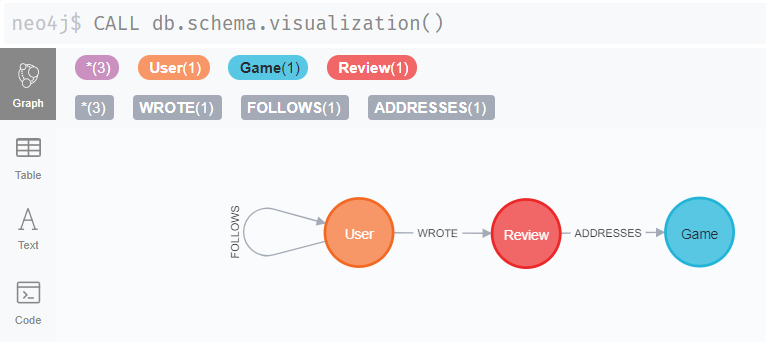 neo4j$ CALL db.schema.visualization()
*(3) User(1) Game(1) Review(1)
Graph
*(3) WROTE(1) FOLLOWS(1) ADDRESSES(1)
Table
Text
Code
FOLLOWS
User WROTE Review ADDRESSES Game